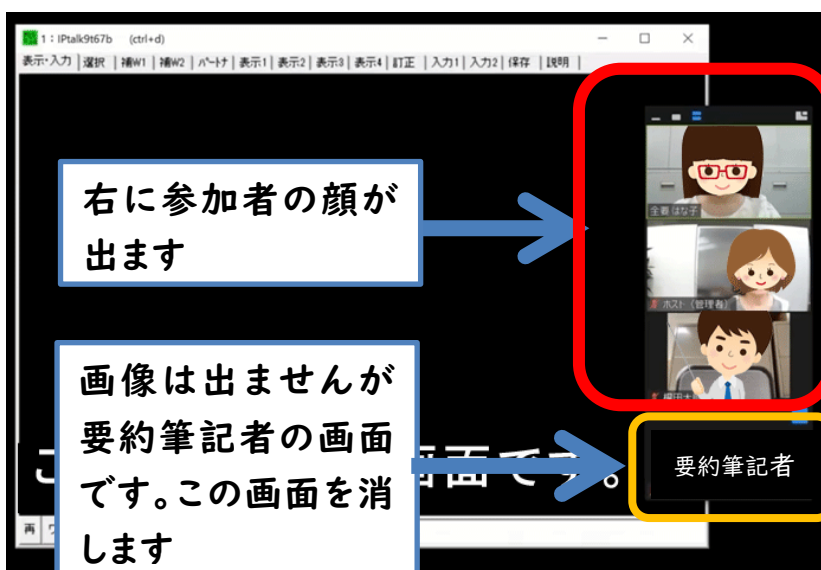 1：IPtalk9t67b (ctrl+d)
表示・入力 | 選択 | 補W1 | 補W2 | ﾊﾟｰﾄﾅ | 表示1 | 表示2 | 表示3 | 表示4 | 訂正 | 入力1 | 入力2 | 保存 | 説明 |
右に参加者の顔が
出ます
全要 はな子
ホスト（管理者）
画像は出ませんが
要約筆記者の画面
です。この画面を消
します
画面です。
要約筆記者
再